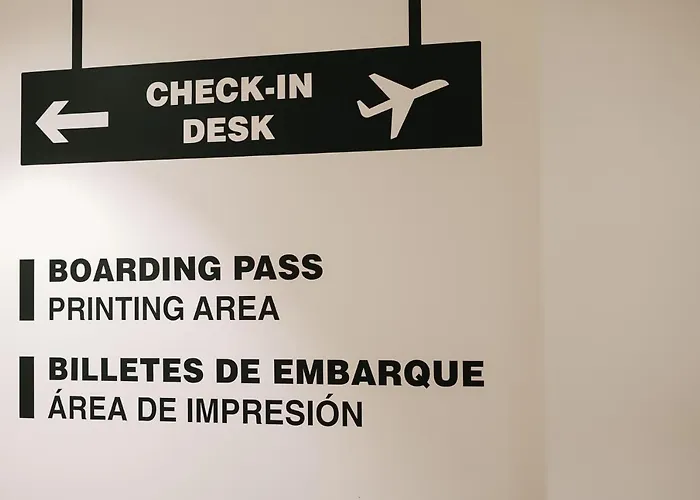 CHECK-IN
DESK
BOARDING PASS
PRINTING AREA
BILLETES DE EMBARQUE
ÁREA DE IMPRESIÓN